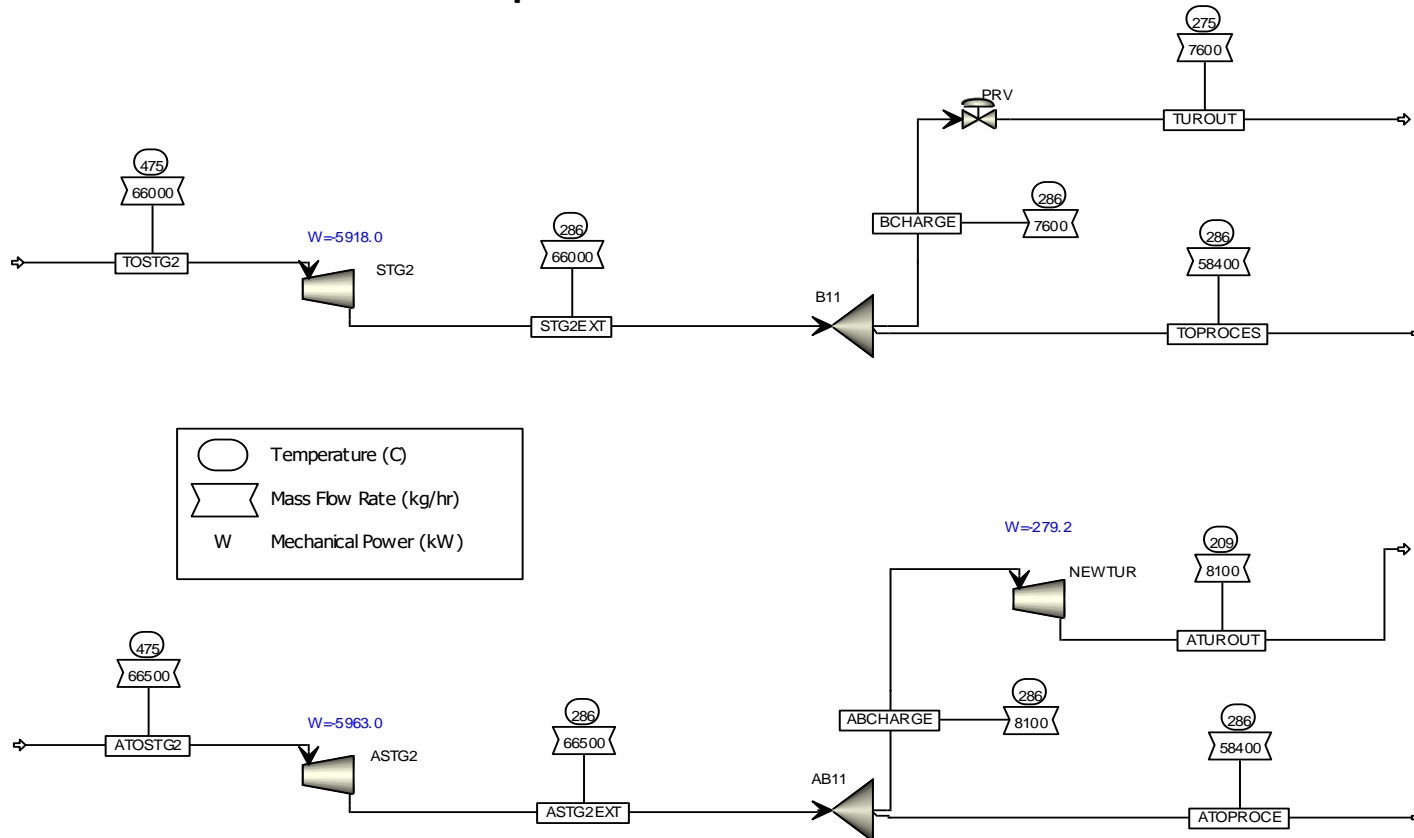 275
7600
PRV
TUROUT
475
66000
286
7600
BCHARGE
286
66000
286
58400
W=-5918.0
TOSTG2
STG2
B11
STG2EXT
TOPROCES
Temperature (C)
Mass Flow Rate (kg/hr)
W Mechanical Power (kW)
W=-279.2
209
8100
NEWTUR
ATUROUT
475
66500
286
8100
ABCHARGE
286
66500
286
58400
W=-5963.0
ATOSTG2
ASTG2
AB11
ASTG2EXT
ATOPROCE